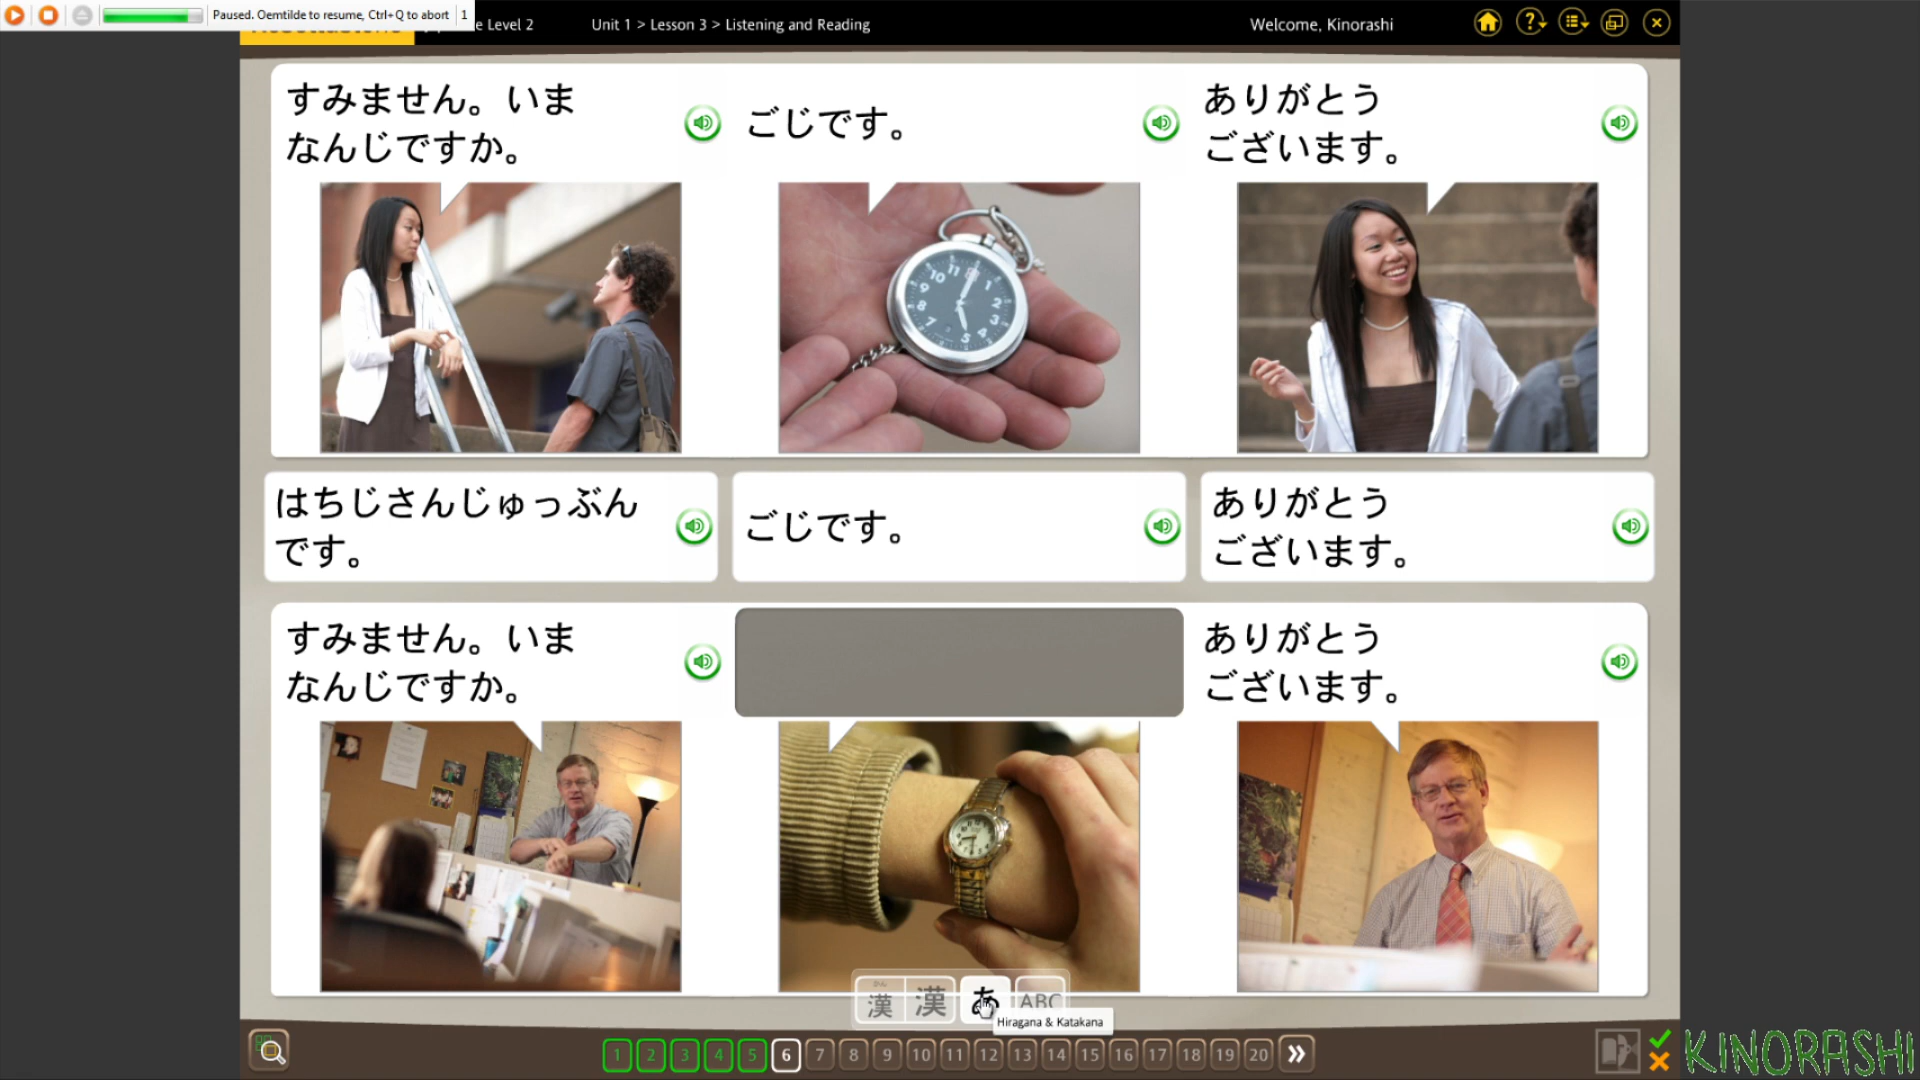 Paused. Oemtilde to resume, Ctrl+Q to abort 1
e Level 2
Unit 1 > Lesson 3 > Listening and Reading
Welcome, Kinorashi
すみません。いま
なんじですか。
ごじです。
ありがとう
ございます。
はちじさんじゅっぷん
です。
ごじです。
ありがとう
ございます。
すみません。いま
なんじですか。
ありがとう
ございます。
かん
漢 漢 あ ABC
Hiragana & Katakana
1 2 3 4 5 6 7 8 9 10 11 12 13 14 15 16 17 18 19 20 »
KINORASHI